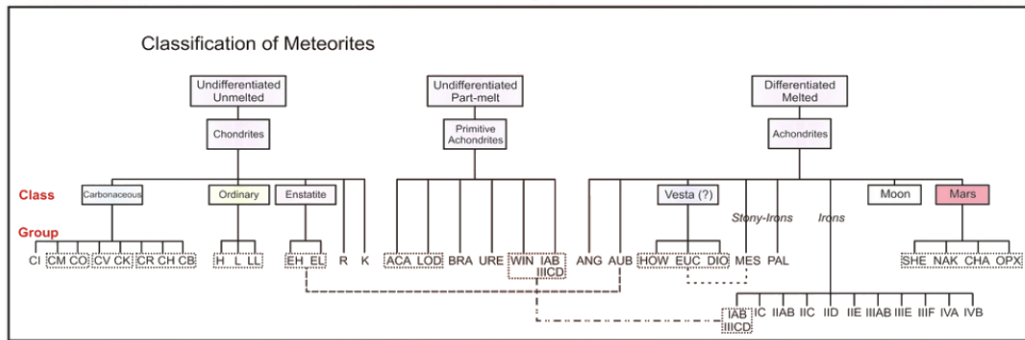 Classification of Meteorites
Undifferentiated
Unmelted
Undifferentiated
Part-melt
Differentiated
Melted
Chondrites
Primitive
Achondrites
Achondrites
Class
Carbonaceous
Ordinary
Enstatite
Vesta (?)
Moon
Mars
Stony-Irons
Irons
Group
CI CM CO CV CK CR CH CB H L LL EH EL R K ACA LOD BRA URE WIN IAB ANG AUB HOW EUC DIO MES PAL SHE NAK CHA OPX
IIICD
IAB IC IIAB IIC IID IIE IIIAB IIIE IIIF IVA IVB
IIICD